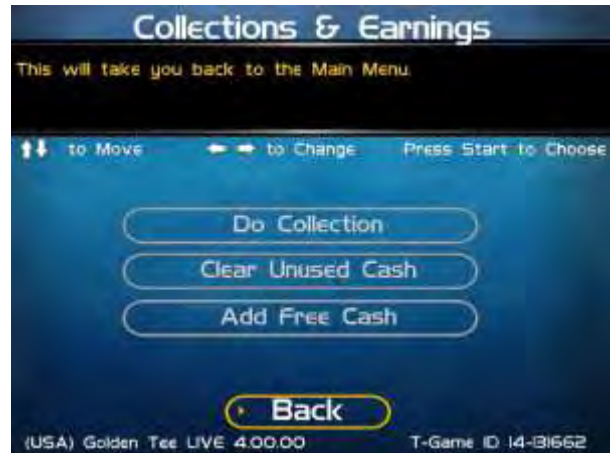 Collections & Earnings
This will take you back to the Main Menu.
to Move to Change Press Start to Choose
Do Collection
Clear Unused Cash
Add Free Cash
Back
(USA) Golden Tee LIVE 4.00.00 T-Game ID 14-131662